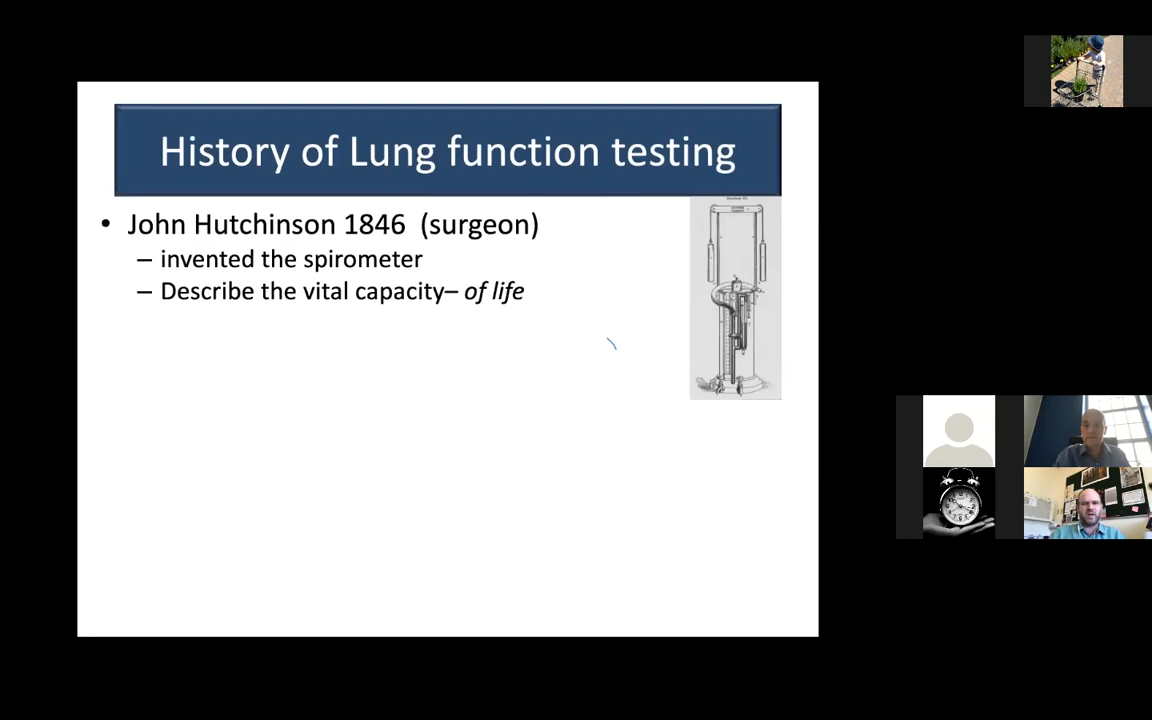 History of Lung function testing
• John Hutchinson 1846 (surgeon)
– invented the spirometer
– Describe the vital capacity– of life